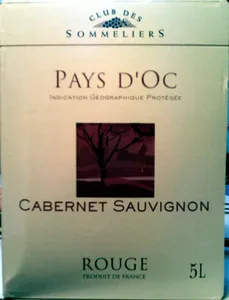 CLUB DES
SOMMELIERS
PAYS D'OC
INDICATION GÉOGRAPHIQUE PROTÉGÉE
CABERNET SAUVIGNON
ROUGE
PRODUIT DE FRANCE
5L